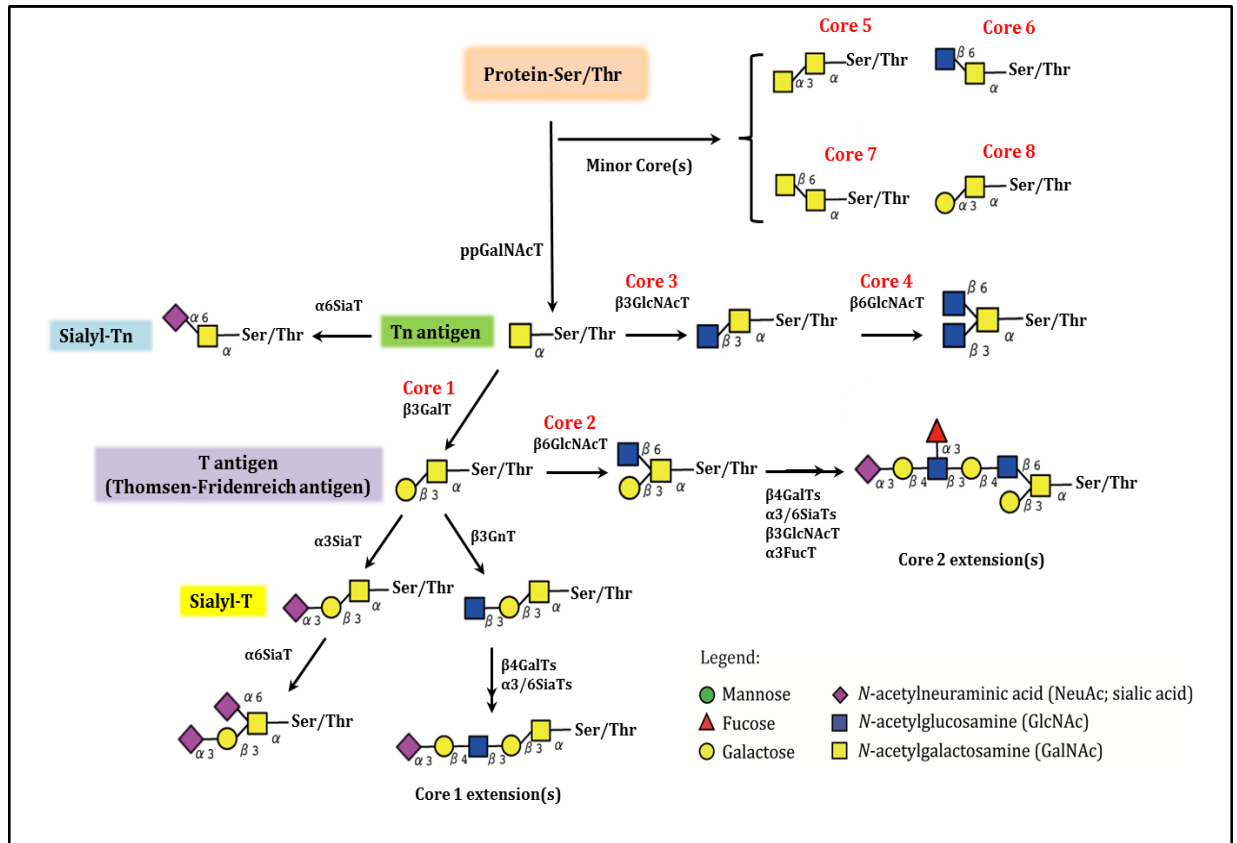 Core 5
Core 6
Protein-Ser/Thr
Ser/Thr
α 3
α
β 6
Ser/Thr
α
Minor Core(s)
Core 7
Core 8
β 6
Ser/Thr
α
Ser/Thr
α 3
α
ppGalNAcT
Sialyl-Tn
α 6
Ser/Thr
α
α6SiaT
Tn antigen
Ser/Thr
α
Core 3
β3GlcNAcT
Ser/Thr
β 3
α
Core 4
β6GlcNAcT
β 6
Ser/Thr
β 3
α
Core 1
β3GalT
T antigen
(Thomsen-Fridenreich antigen)
Ser/Thr
β 3
α
Core 2
β6GlcNAcT
β 6
Ser/Thr
β 3
α
β4GalTs
α3/6SiaTs
β3GlcNAcT
α3FucT
α 3
α 3
β4
β3
β4
β 6
Ser/Thr
β 3
α
Core 2 extension(s)
α3SiaT
β3GnT
Sialyl-T
Ser/Thr
α 3
β 3
α
Ser/Thr
β 3
β 3
α
α6SiaT
β4GalTs
α3/6SiaTs
α 6
Ser/Thr
α 3
β 3
α
Ser/Thr
α 3
β4
β3
β 3
α
Core 1 extension(s)
Legend:
Mannose
Fucose
Galactose
N-acetylneuraminic acid (NeuAc; sialic acid)
N-acetylglucosamine (GlcNAc)
N-acetylgalactosamine (GalNAc)